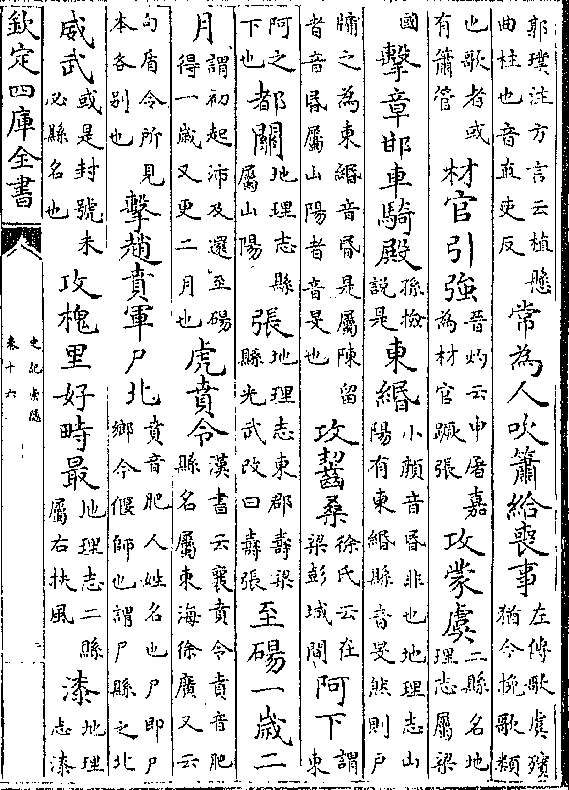 郭璞注方言云植懸曲柱也音直吏反常為人吹簫給喪事左傳歌虞殯猶今挽歌類
也歌者或有簫管材官引強晉灼云申屠嘉為材官蹶張攻蒙虞二縣名地理志屬梁
國擊章邯車騎殿孫檢說是東緡小顔音昬非也地理志山陽有東緡縣音旻然則戸
牖之為東緡音昬是屬陳留者音昬屬山陽者音旻也攻齧桑徐氏云在梁彭城間阿下謂東
阿之下也都關地理志縣屬山陽張地理志東郡壽梁縣光武改曰壽張至碭一歲二
月謂初起沛及還至碭得一歲又更二月也虎賁令漢書云襄賁令賁音肥縣名屬東海徐廣又云
句盾令所見本各別也擊趙賁軍尸北賁音肥人姓名也尸即尸鄉今偃師也謂尸縣之北
威武或是封號未必縣名也攻槐里好畤最地理志二縣屬右扶風漆地理志漆
欽定四庫全書
史記索隱
卷十六